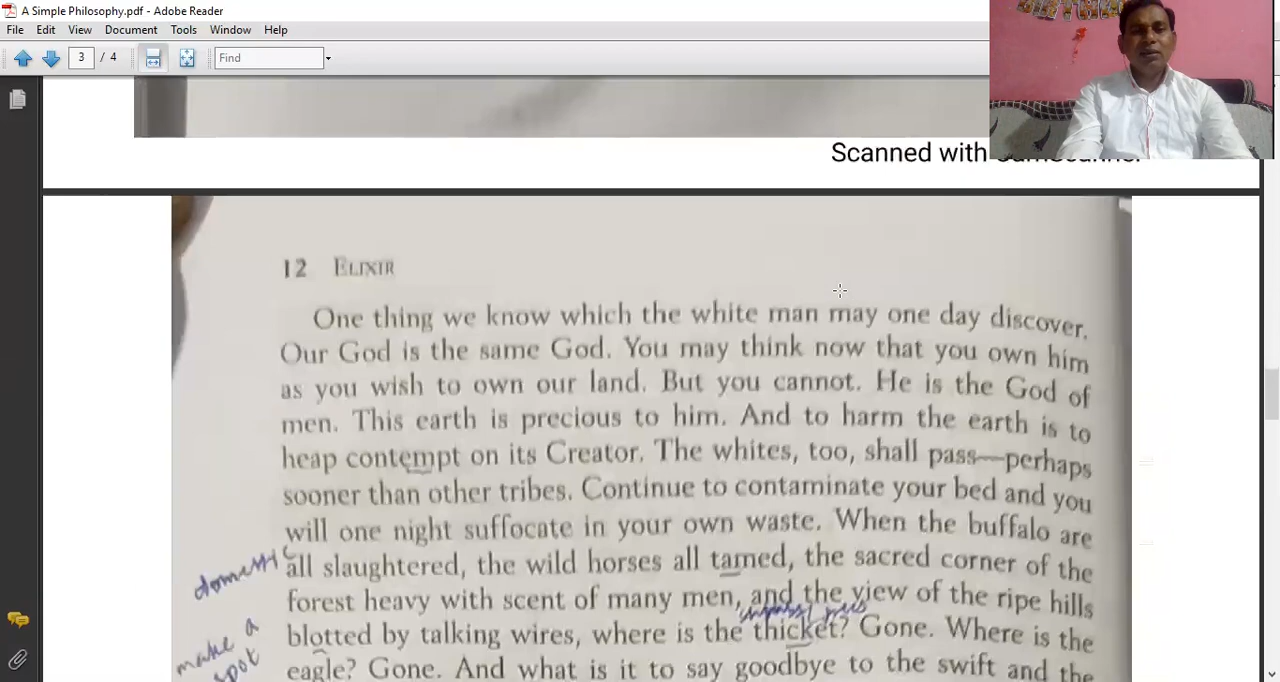 A Simple Philosophy.pdf - Adobe Reader
File Edit View Document Tools Window Help
3 / 4 Find
Scanned with
12 ELIXIR
One thing we know which the white man may one day discover.
Our God is the same God. You may think now that you own him
as you wish to own our land. But you cannot. He is the God of
men. This earth is precious to him. And to harm the earth is to
heap contempt on its Creator. The whites, too, shall pass—perhaps
sooner than other tribes. Continue to contaminate your bed and you
will one night suffocate in your own waste. When the buffalo are
domestic
all slaughtered, the wild horses all tamed, the sacred corner of the
forest heavy with scent of many men, and the view of the ripe hills
blotted by talking wires, where is the thicket? Gone. Where is the
make a
spot
eagle? Gone. And what is it to say goodbye to the swift and the